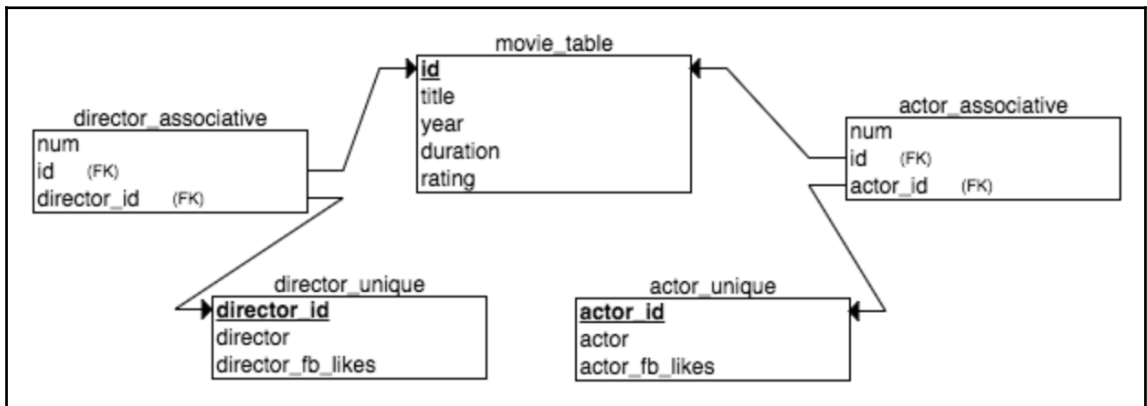 movie_table
id
title
year
duration
rating
director_associative
num
id (FK)
director_id (FK)
actor_associative
num
id (FK)
actor_id (FK)
director_unique
director_id
director
director_fb_likes
actor_unique
actor_id
actor
actor_fb_likes